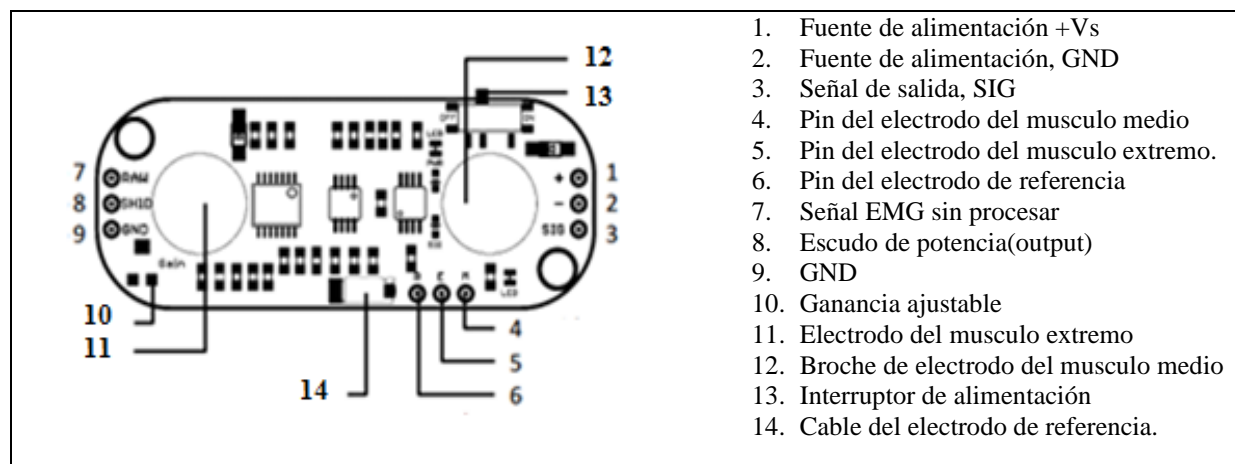 12
13
OFF
ON
7
RAW
8
SHID
9
GND
Gain
+ 1
- 2
SIG 3
R E M
10
11
14
4
5
6
1. Fuente de alimentación +Vs
2. Fuente de alimentación, GND
3. Señal de salida, SIG
4. Pin del electrodo del musculo medio
5. Pin del electrodo del musculo extremo.
6. Pin del electrodo de referencia
7. Señal EMG sin procesar
8. Escudo de potencia(output)
9. GND
10. Ganancia ajustable
11. Electrodo del musculo extremo
12. Broche de electrodo del musculo medio
13. Interruptor de alimentación
14. Cable del electrodo de referencia.